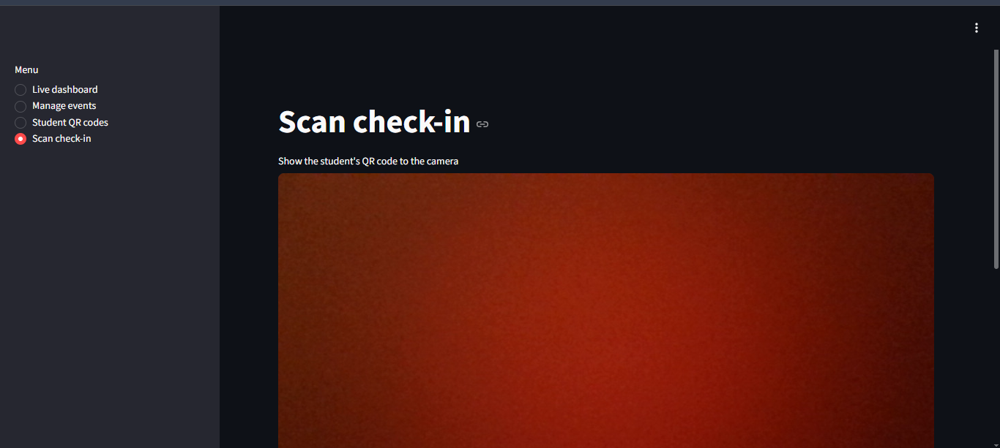 Menu
Live dashboard
Manage events
Student QR codes
Scan check-in
Scan check-in
Show the student's QR code to the camera